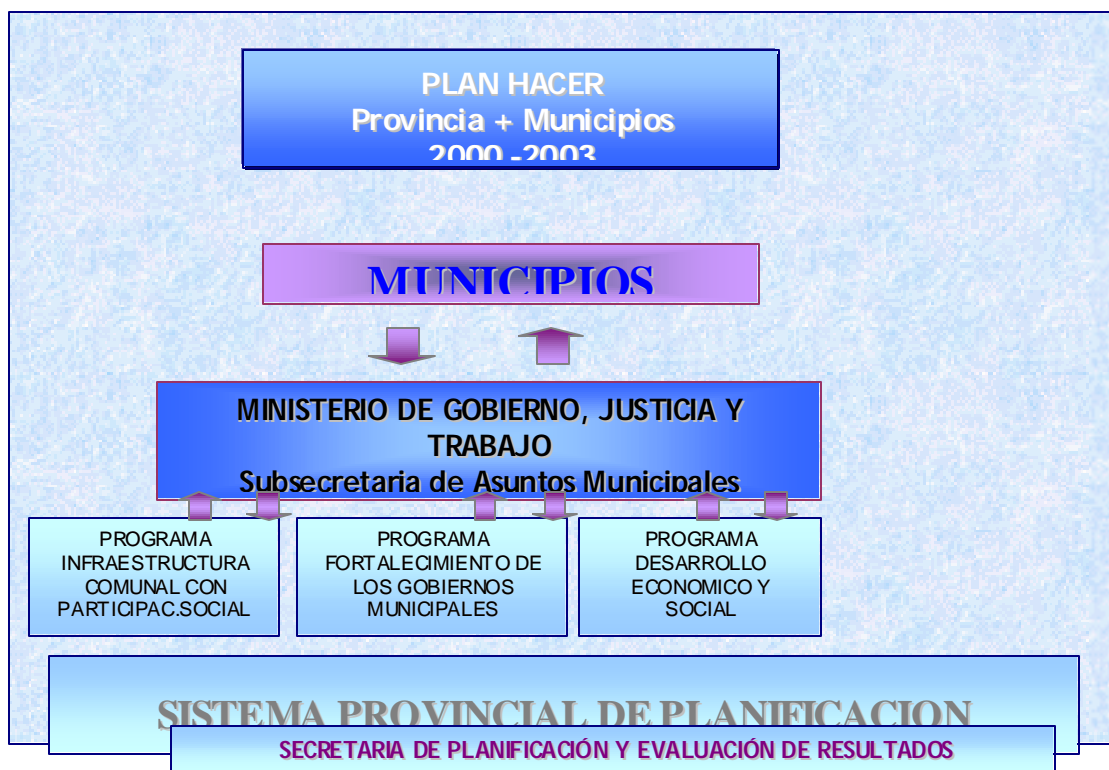 PLAN HACER
Provincia + Municipios
2000 -2003
MUNICIPIOS
MINISTERIO DE GOBIERNO, JUSTICIA Y
TRABAJO
Subsecretaria de Asuntos Municipales
PROGRAMA
INFRAESTRUCTURA
COMUNAL CON
PARTICIPAC.SOCIAL
PROGRAMA
FORTALECIMIENTO DE
LOS GOBIERNOS
MUNICIPALES
PROGRAMA
DESARROLLO
ECONOMICO Y
SOCIAL
SISTEMA PROVINCIAL DE PLANIFICACION
SECRETARIA DE PLANIFICACIÓN Y EVALUACIÓN DE RESULTADOS